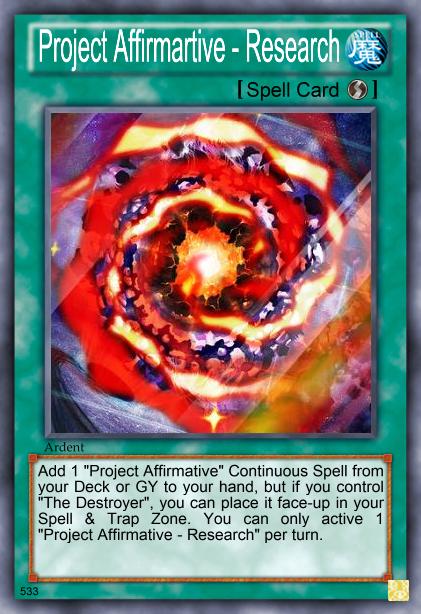 Project Affirmartive - Research
SPELL
魔
[Spell Card ]
Ardent
Add 1 "Project Affirmative" Continuous Spell from
your Deck or GY to your hand, but if you control
"The Destroyer", you can place it face-up in your
Spell & Trap Zone. You can only active 1
"Project Affirmative - Research" per turn.
533